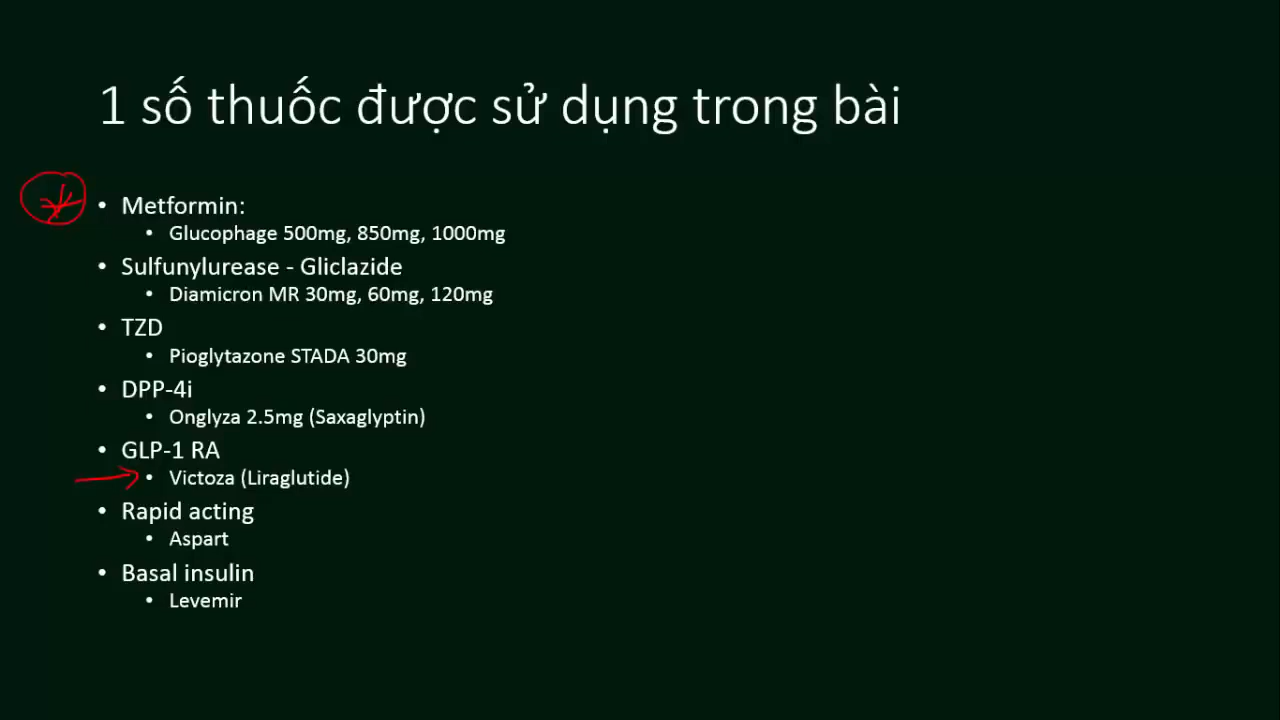 1 số thuốc được sử dụng trong bài
• Metformin:
• Glucophage 500mg, 850mg, 1000mg
• Sulfunylurease - Gliclazide
• Diamicron MR 30mg, 60mg, 120mg
• TZD
• Pioglytazone STADA 30mg
• DPP-4i
• Onglyza 2.5mg (Saxaglyptin)
• GLP-1 RA
• Victoza (Liraglutide)
• Rapid acting
• Aspart
• Basal insulin
• Levemir